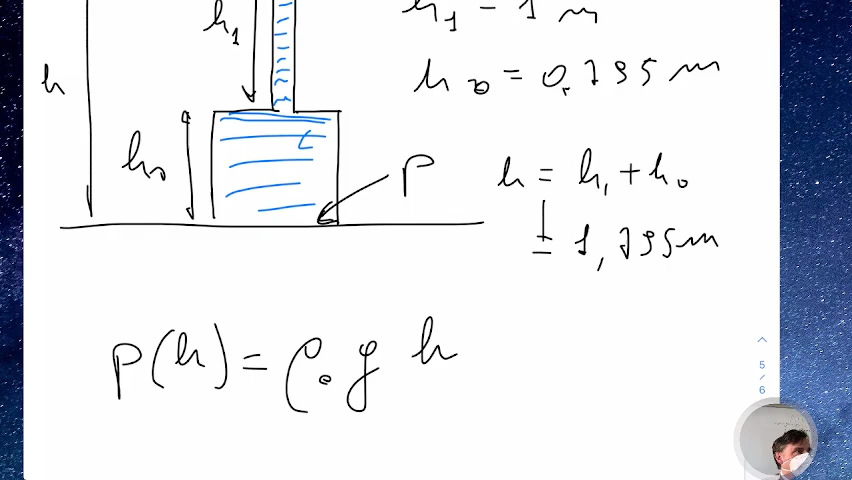 h₁ = 1 m
h₁
h
h₀ = 0,795 m
h₀
P
h = h₁ + h₀
= 1,795 m
P(h) = ρ · g h
5
/
6